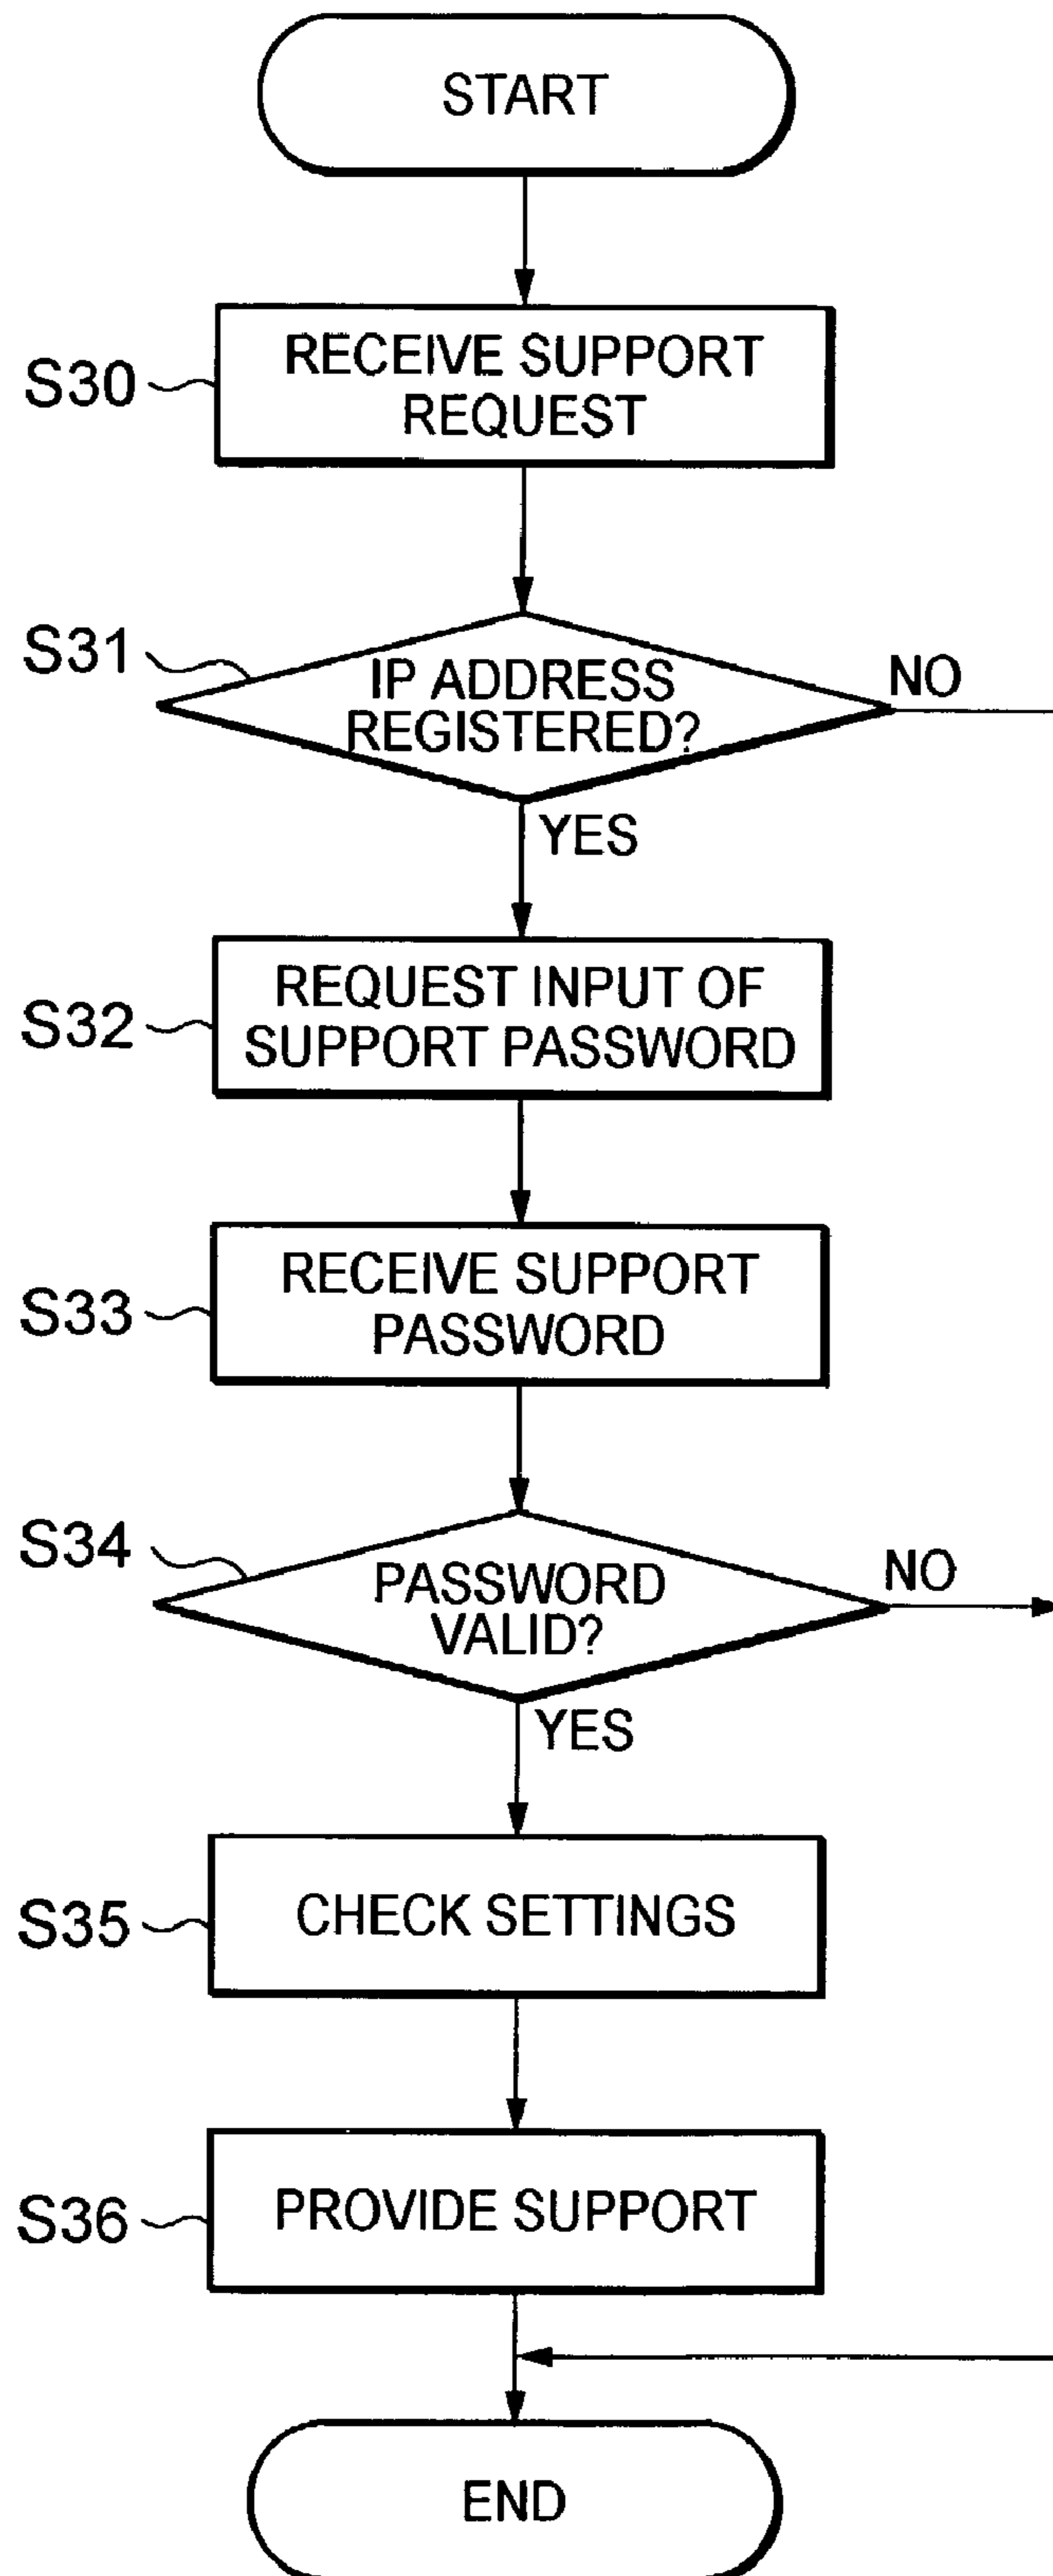 START
S30
RECEIVE SUPPORT
REQUEST
S31
IP ADDRESS
REGISTERED?
NO
YES
S32
REQUEST INPUT OF
SUPPORT PASSWORD
S33
RECEIVE SUPPORT
PASSWORD
S34
PASSWORD
VALID?
NO
YES
S35
CHECK SETTINGS
S36
PROVIDE SUPPORT
END